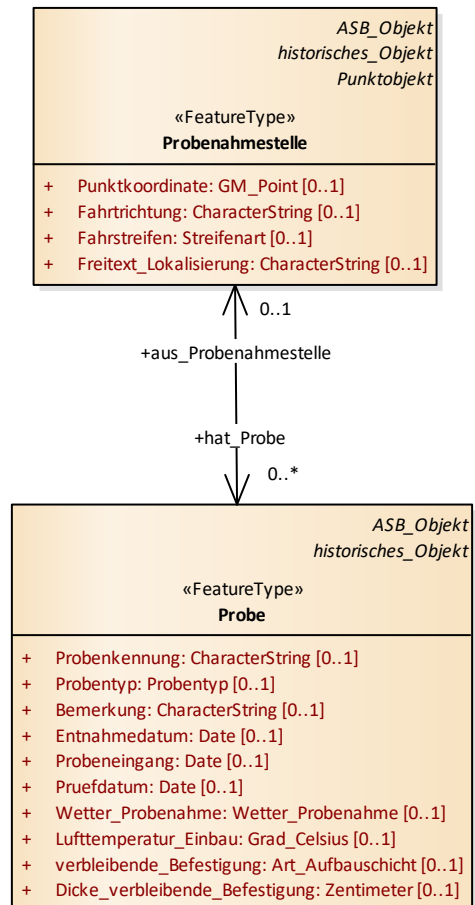 ASB_Objekt
historisches_Objekt
Punktobjekt
«FeatureType»
Probenahmestelle
+ Punktkoordinate: GM_Point [0..1]
+ Fahrtrichtung: CharacterString [0..1]
+ Fahrstreifen: Streifenart [0..1]
+ Freitext_Lokalisierung: CharacterString [0..1]
0..1
+aus_Probenahmestelle
+hat_Probe
0..*
ASB_Objekt
historisches_Objekt
«FeatureType»
Probe
+ Probenkennung: CharacterString [0..1]
+ Probentyp: Probentyp [0..1]
+ Bemerkung: CharacterString [0..1]
+ Entnahmedatum: Date [0..1]
+ Probeneingang: Date [0..1]
+ Pruefdatum: Date [0..1]
+ Wetter_Probenahme: Wetter_Probenahme [0..1]
+ Lufttemperatur_Einbau: Grad_Celsius [0..1]
+ verbleibende_Befestigung: Art_Aufbauschicht [0..1]
+ Dicke_verbleibende_Befestigung: Zentimeter [0..1]